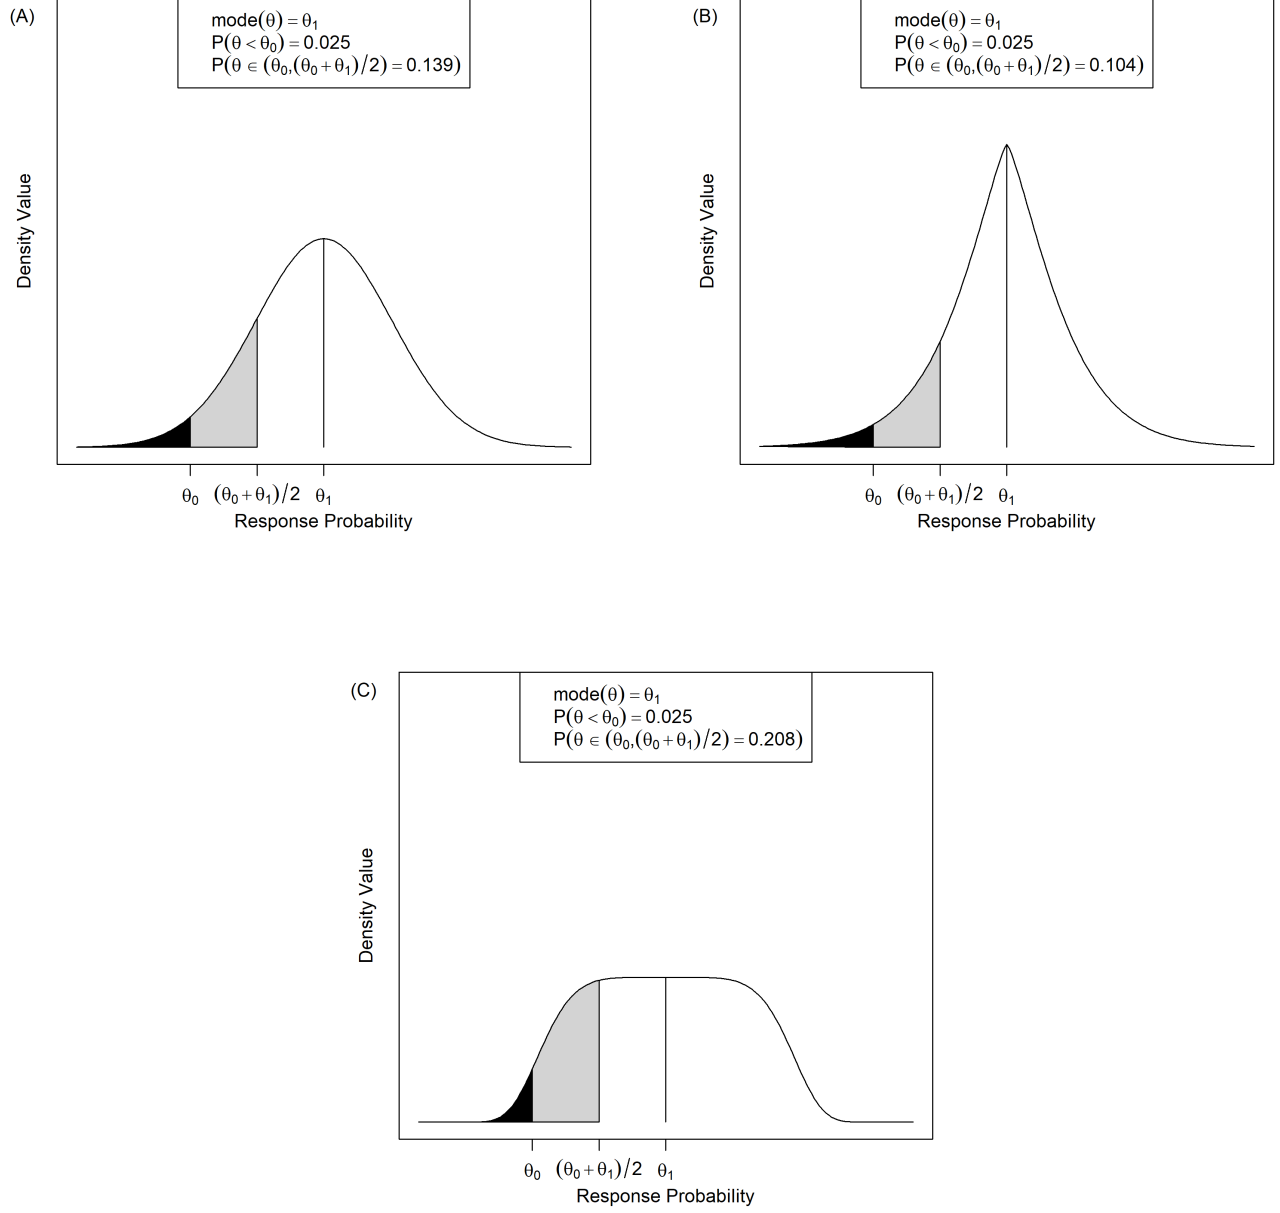 (A)
mode(θ) = θ₁
P(θ < θ₀) = 0.025
P(θ ∈ (θ₀,(θ₀ + θ₁)/2) = 0.139)
Density Value
θ₀ (θ₀ + θ₁)/2 θ₁
Response Probability
(B)
mode(θ) = θ₁
P(θ < θ₀) = 0.025
P(θ ∈ (θ₀,(θ₀ + θ₁)/2) = 0.104)
Density Value
θ₀ (θ₀ + θ₁)/2 θ₁
Response Probability
(C)
mode(θ) = θ₁
P(θ < θ₀) = 0.025
P(θ ∈ (θ₀,(θ₀ + θ₁)/2) = 0.208)
Density Value
θ₀ (θ₀ + θ₁)/2 θ₁
Response Probability